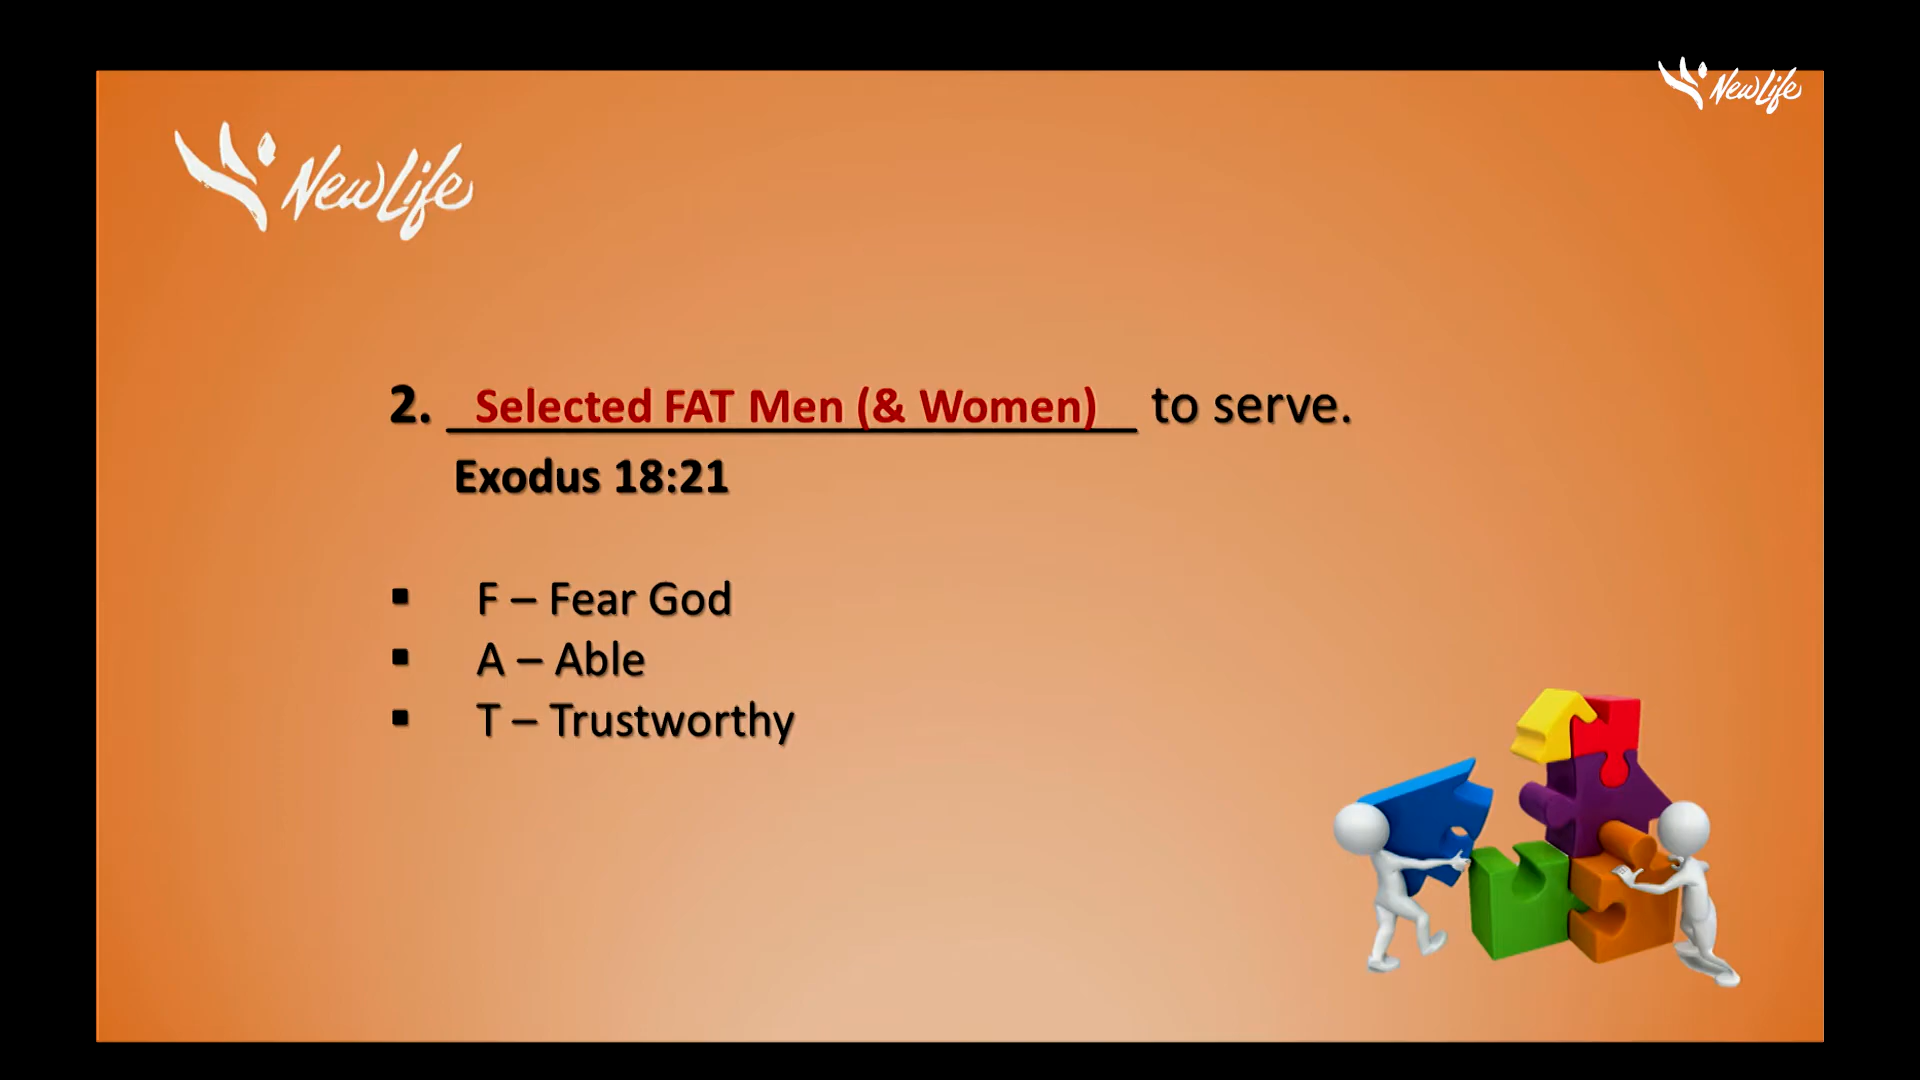 NewLife
NewLife
2. Selected FAT Men (& Women) to serve.
Exodus 18:21
▪ F – Fear God
▪ A – Able
▪ T – Trustworthy